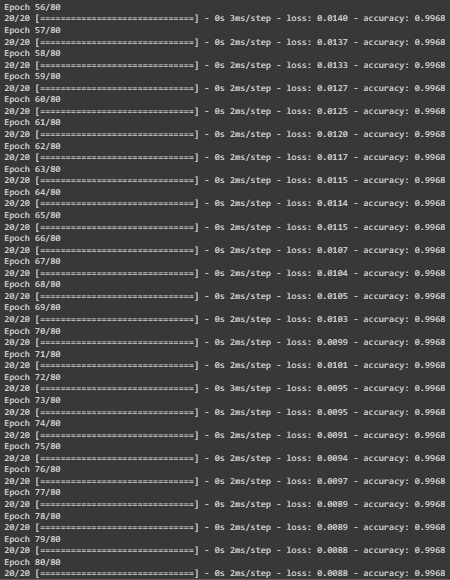 Epoch 56/80
20/20 [==============================] - 0s 3ms/step - loss: 0.0140 - accuracy: 0.9968
Epoch 57/80
20/20 [==============================] - 0s 2ms/step - loss: 0.0137 - accuracy: 0.9968
Epoch 58/80
20/20 [==============================] - 0s 2ms/step - loss: 0.0133 - accuracy: 0.9968
Epoch 59/80
20/20 [==============================] - 0s 2ms/step - loss: 0.0127 - accuracy: 0.9968
Epoch 60/80
20/20 [==============================] - 0s 2ms/step - loss: 0.0125 - accuracy: 0.9968
Epoch 61/80
20/20 [==============================] - 0s 2ms/step - loss: 0.0120 - accuracy: 0.9968
Epoch 62/80
20/20 [==============================] - 0s 2ms/step - loss: 0.0117 - accuracy: 0.9968
Epoch 63/80
20/20 [==============================] - 0s 2ms/step - loss: 0.0115 - accuracy: 0.9968
Epoch 64/80
20/20 [==============================] - 0s 2ms/step - loss: 0.0114 - accuracy: 0.9968
Epoch 65/80
20/20 [==============================] - 0s 2ms/step - loss: 0.0115 - accuracy: 0.9968
Epoch 66/80
20/20 [==============================] - 0s 2ms/step - loss: 0.0107 - accuracy: 0.9968
Epoch 67/80
20/20 [==============================] - 0s 2ms/step - loss: 0.0104 - accuracy: 0.9968
Epoch 68/80
20/20 [==============================] - 0s 2ms/step - loss: 0.0105 - accuracy: 0.9968
Epoch 69/80
20/20 [==============================] - 0s 2ms/step - loss: 0.0103 - accuracy: 0.9968
Epoch 70/80
20/20 [==============================] - 0s 2ms/step - loss: 0.0099 - accuracy: 0.9968
Epoch 71/80
20/20 [==============================] - 0s 2ms/step - loss: 0.0101 - accuracy: 0.9968
Epoch 72/80
20/20 [==============================] - 0s 3ms/step - loss: 0.0095 - accuracy: 0.9968
Epoch 73/80
20/20 [==============================] - 0s 2ms/step - loss: 0.0095 - accuracy: 0.9968
Epoch 74/80
20/20 [==============================] - 0s 2ms/step - loss: 0.0091 - accuracy: 0.9968
Epoch 75/80
20/20 [==============================] - 0s 2ms/step - loss: 0.0094 - accuracy: 0.9968
Epoch 76/80
20/20 [==============================] - 0s 2ms/step - loss: 0.0097 - accuracy: 0.9968
Epoch 77/80
20/20 [==============================] - 0s 2ms/step - loss: 0.0089 - accuracy: 0.9968
Epoch 78/80
20/20 [==============================] - 0s 2ms/step - loss: 0.0089 - accuracy: 0.9968
Epoch 79/80
20/20 [==============================] - 0s 2ms/step - loss: 0.0088 - accuracy: 0.9968
Epoch 80/80
20/20 [==============================] - 0s 2ms/step - loss: 0.0088 - accuracy: 0.9968